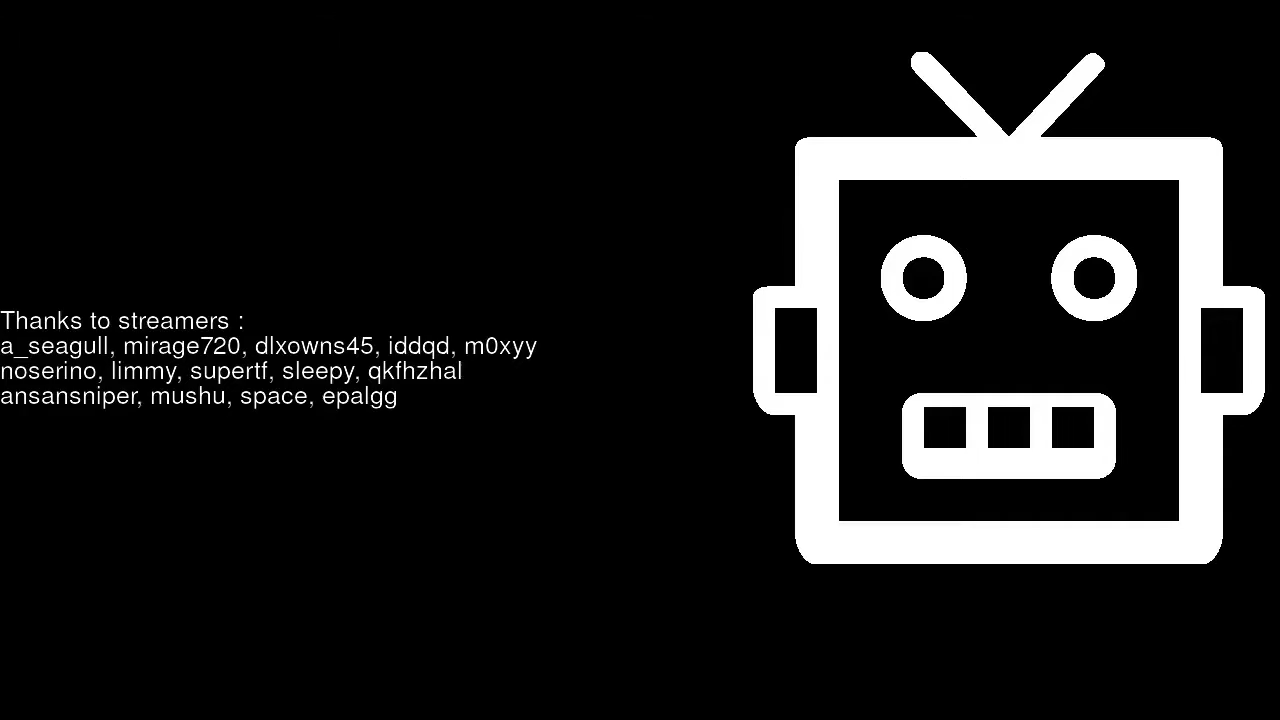 Thanks to streamers :
a_seagull, mirage720, dlxowns45, iddqd, m0xyy
noserino, limmy, supertf, sleepy, qkfhzhal
ansansniper, mushu, space, epalgg